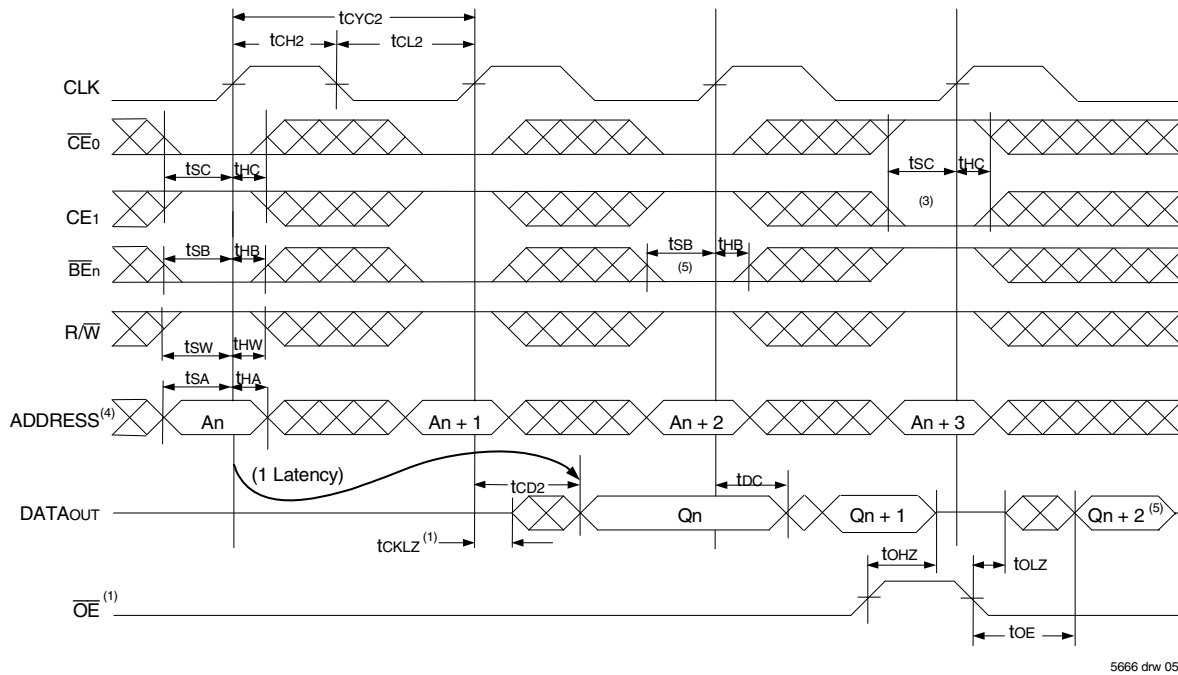 tCYC2
tCH2
tCL2
CLK
CE0
tSC
tHC
tSC
tHC
(3)
CE1
tSB
tHB
tSB
tHB
(5)
BEn
R/W
tSW
tHW
tSA
tHA
ADDRESS(4)
An
An + 1
An + 2
An + 3
(1 Latency)
tCD2
tDC
DATAOUT
Qn
Qn + 1
Qn + 2 (5)
tCKLZ (1)
tOHZ
tOLZ
OE (1)
tOE
5666 drw 05